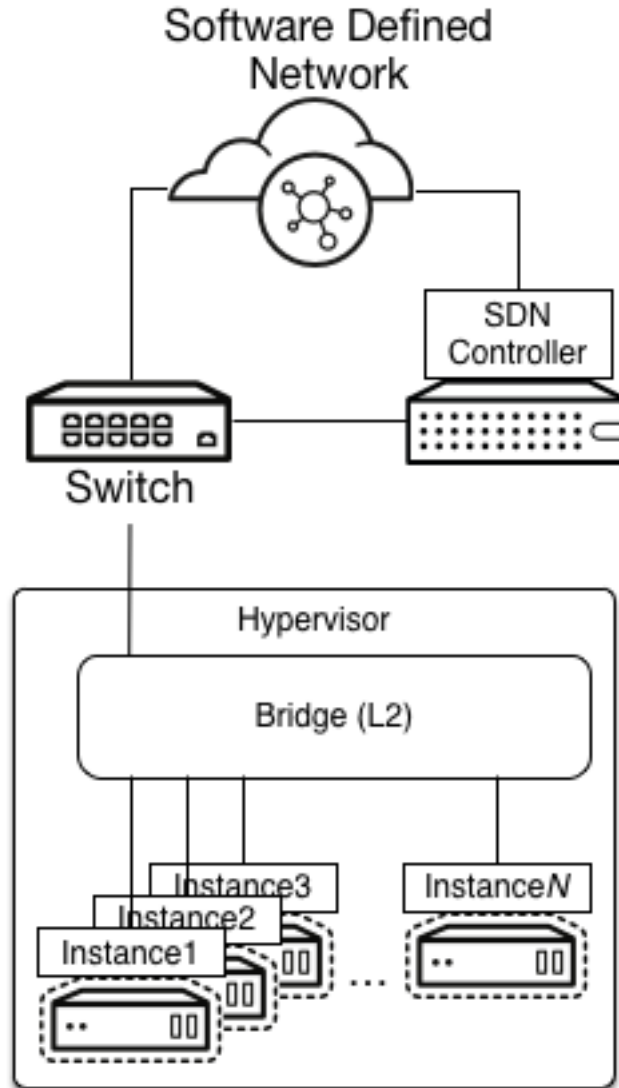 Software Defined
Network
SDN
Controller
Switch
Hypervisor
Bridge (L2)
Instance3
InstanceN
Instance2
Instance1
...